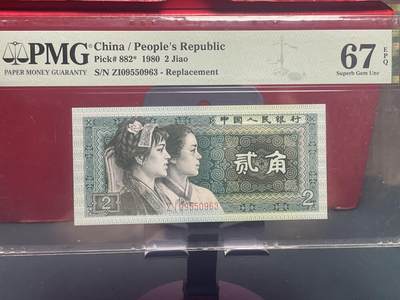 PMG
PAPER MONEY GUARANTY
China / People's Republic
Pick# 882* 1980 2 Jiao
S/N ZI09550963 - Replacement
67 EPQ
Superb Gem Unc
中国人民银行
贰角
2
2
ZI09550963